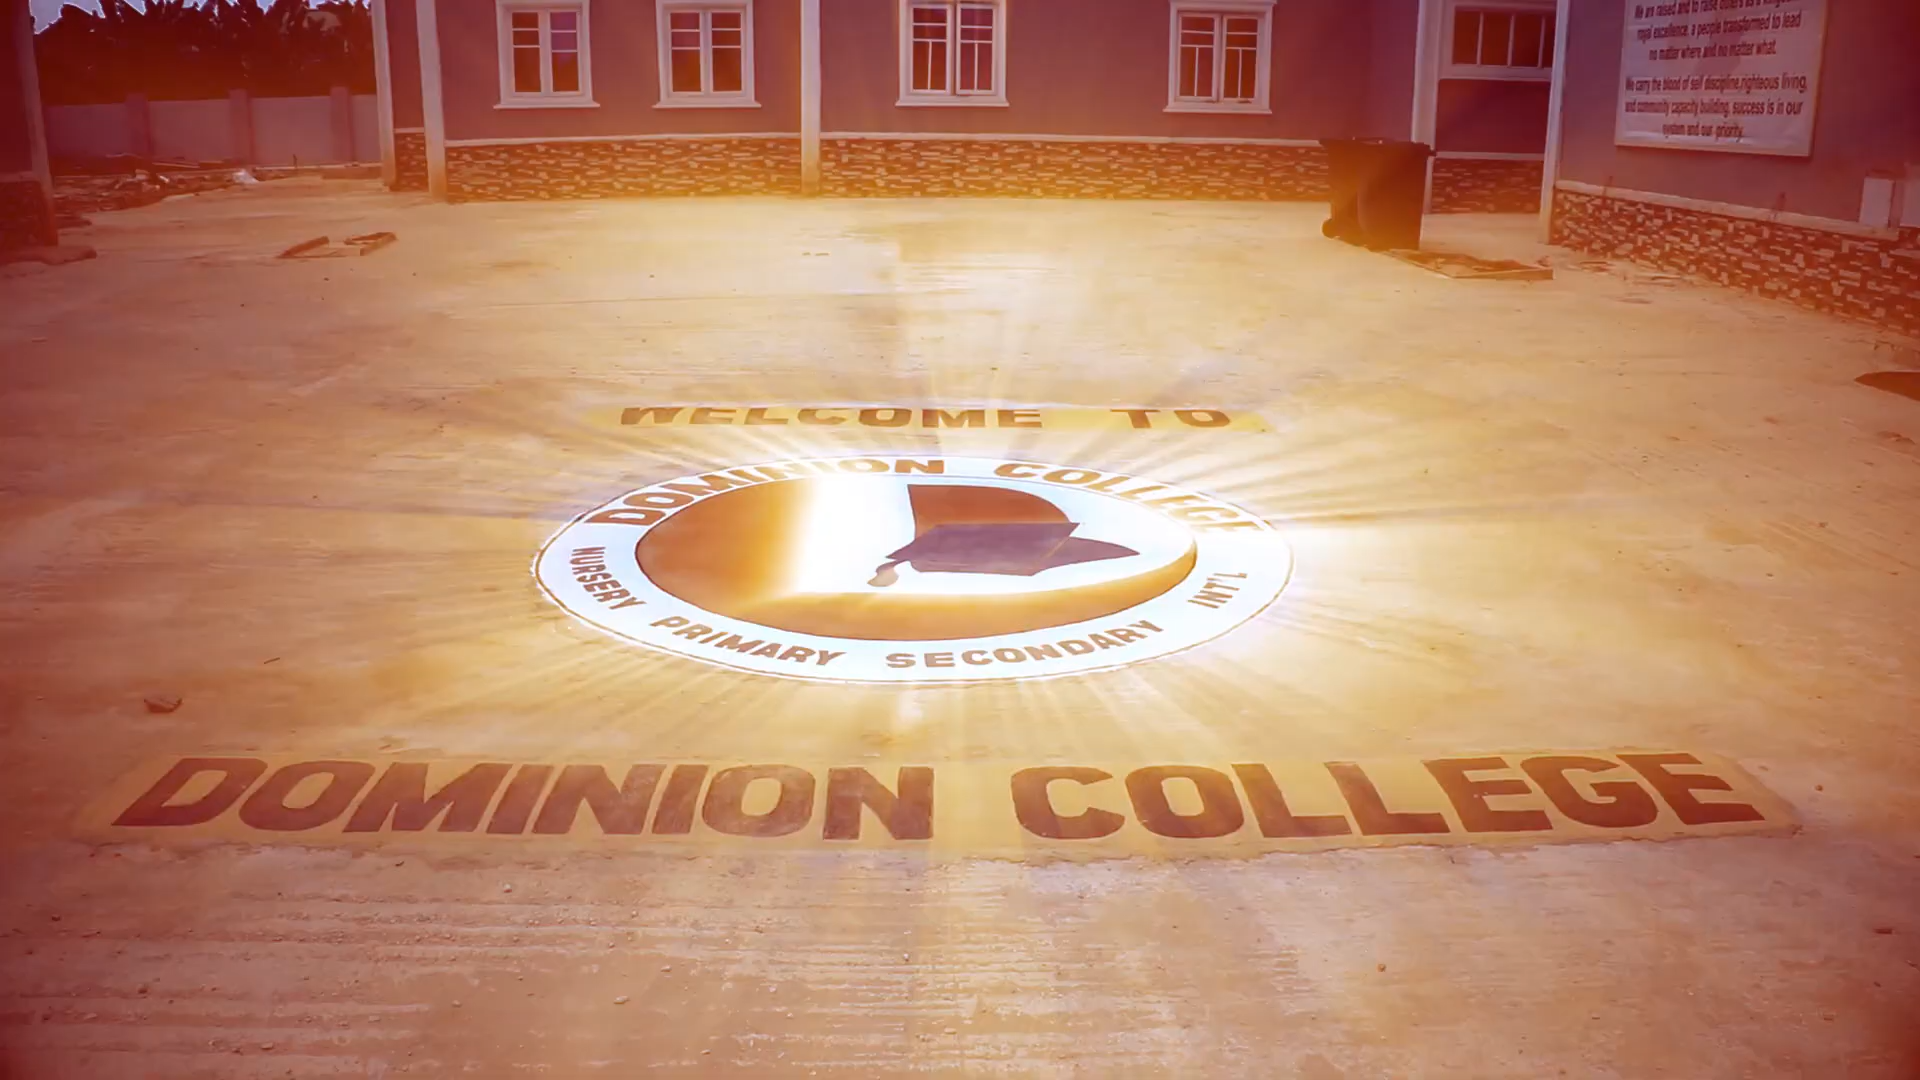 We are raised and to raise others as a kingdom
royal excellence, a people transformed to lead
no matter where and no matter what.
We carry the blood of self discipline,righteous living,
and community capacity building, success is in our
system and our priority.
WELCOME TO
DOMINION COLLEGE
NURSERY PRIMARY SECONDARY INT'L
DOMINION COLLEGE